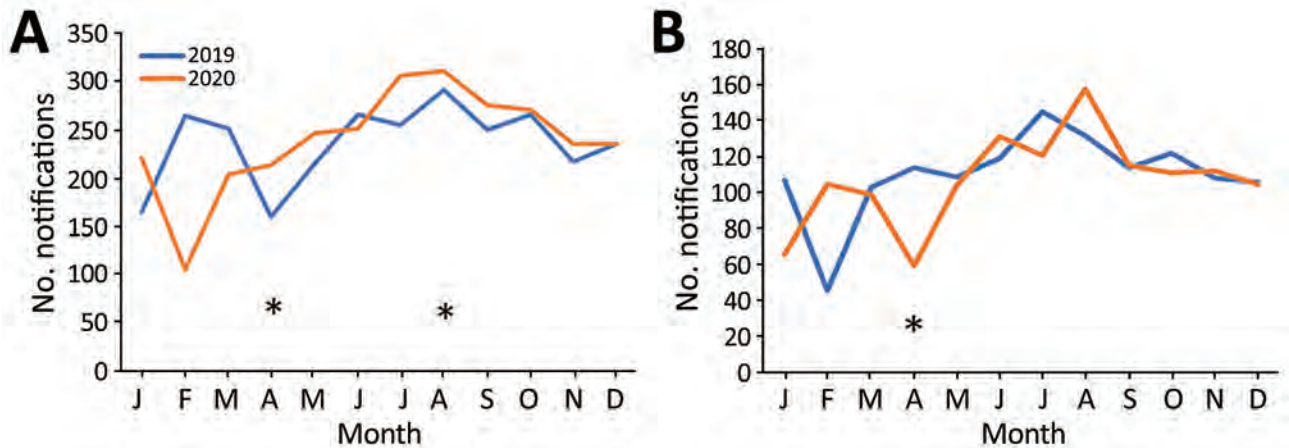 A
350
300
250
200
150
100
50
0
No. notifications
2019
2020
*
*
J F M A M J J A S O N D
Month
B
180
160
140
120
100
80
60
40
20
0
No. notifications
*
J F M A M J J A S O N D
Month